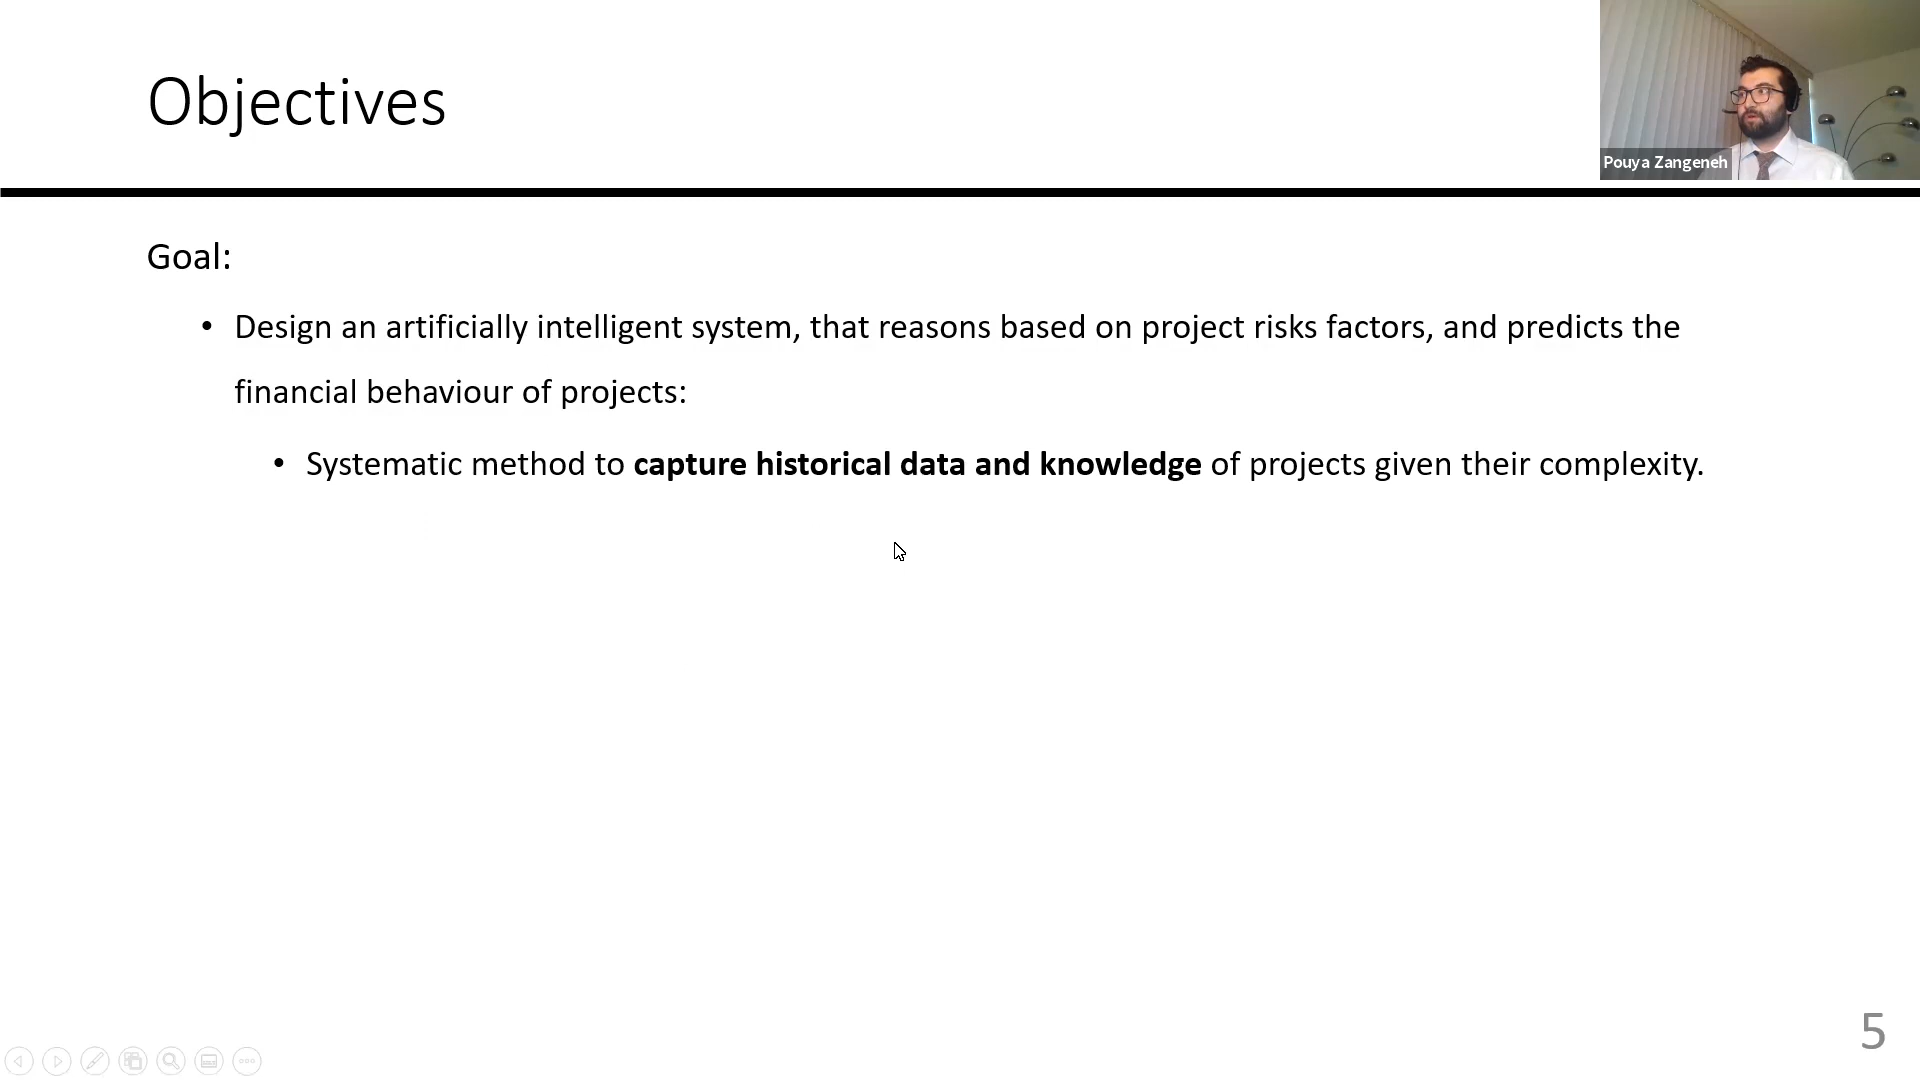 Objectives
Pouya Zangeneh
Goal:
• Design an artificially intelligent system, that reasons based on project risks factors, and predicts the
financial behaviour of projects:
• Systematic method to capture historical data and knowledge of projects given their complexity.
5